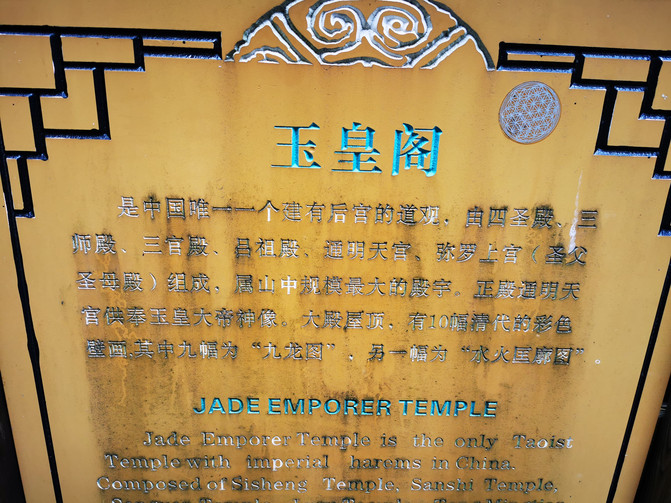 玉皇阁
是中国唯一一个建有后宫的道观，由四圣殿、三
师殿、三官殿、吕祖殿、通明天宫、弥罗上宫（圣父
圣母殿）组成，属山中规模最大的殿宇。正殿通明天
宫供奉玉皇大帝神像。大殿屋顶，有10幅清代的彩色
壁画,其中九幅为“九龙图”，另一幅为“水火匡廓图”。
JADE EMPORER TEMPLE
Jade Emporer Temple is the only Taoist
Temple with imperial harems in China.
Composed of Sisheng Temple, Sanshi Temple,